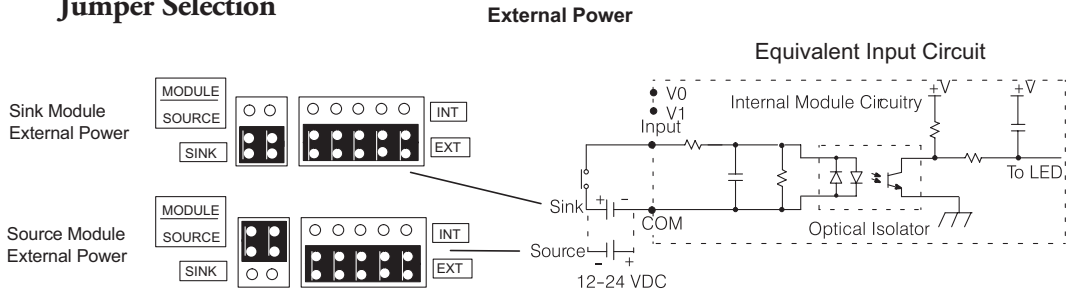 Jumper Selection
External Power
Equivalent Input Circuit
Sink Module
External Power
MODULE
SOURCE
SINK
INT
EXT
Source Module
External Power
MODULE
SOURCE
SINK
INT
EXT
V0
V1
Input
Internal Module Circuitry
+V
+V
To LED
Optical Isolator
Sink
+ -
COM
Source
- +
12-24 VDC